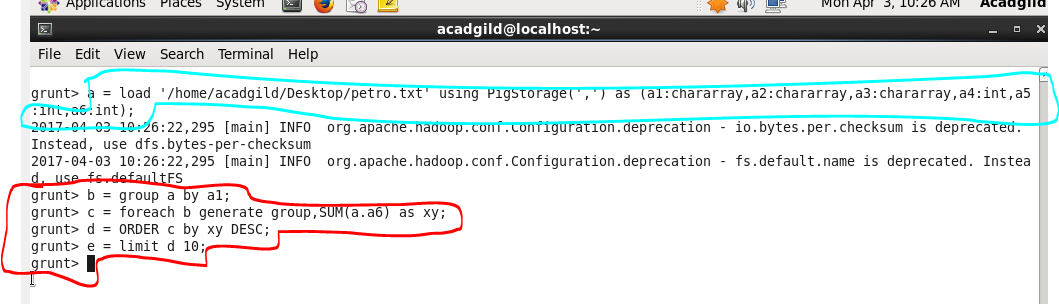 Applications Places System Mon Apr 3, 10:26 AM Acadgild
acadgild@localhost:~
File Edit View Search Terminal Help
grunt> a = load '/home/acadgild/Desktop/petro.txt' using PigStorage(',') as (a1:chararray,a2:chararray,a3:chararray,a4:int,a5
:int,a6:int);
2017-04-03 10:26:22,295 [main] INFO  org.apache.hadoop.conf.Configuration.deprecation - io.bytes.per.checksum is deprecated.
Instead, use dfs.bytes-per-checksum
2017-04-03 10:26:22,295 [main] INFO  org.apache.hadoop.conf.Configuration.deprecation - fs.default.name is deprecated. Instea
d, use fs.defaultFS
grunt> b = group a by a1;
grunt> c = foreach b generate group,SUM(a.a6) as xy;
grunt> d = ORDER c by xy DESC;
grunt> e = limit d 10;
grunt>